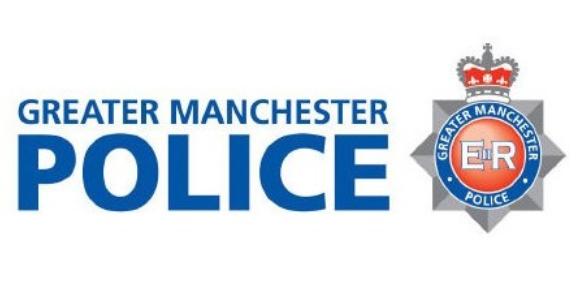 GREATER MANCHESTER
POLICE
GREATER MANCHESTER
EIIR
POLICE